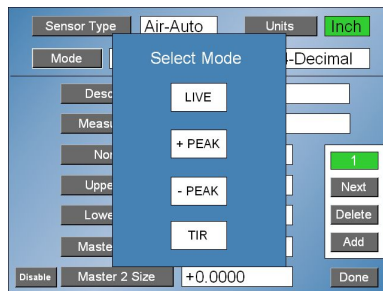 Sensor Type Air-Auto Units Inch
Mode Select Mode -Decimal
Desc LIVE
Measu
+ PEAK
Nor 1
Uppe - PEAK Next
Lowe Delete
TIR
Maste Add
Disable Master 2 Size +0.0000 Done